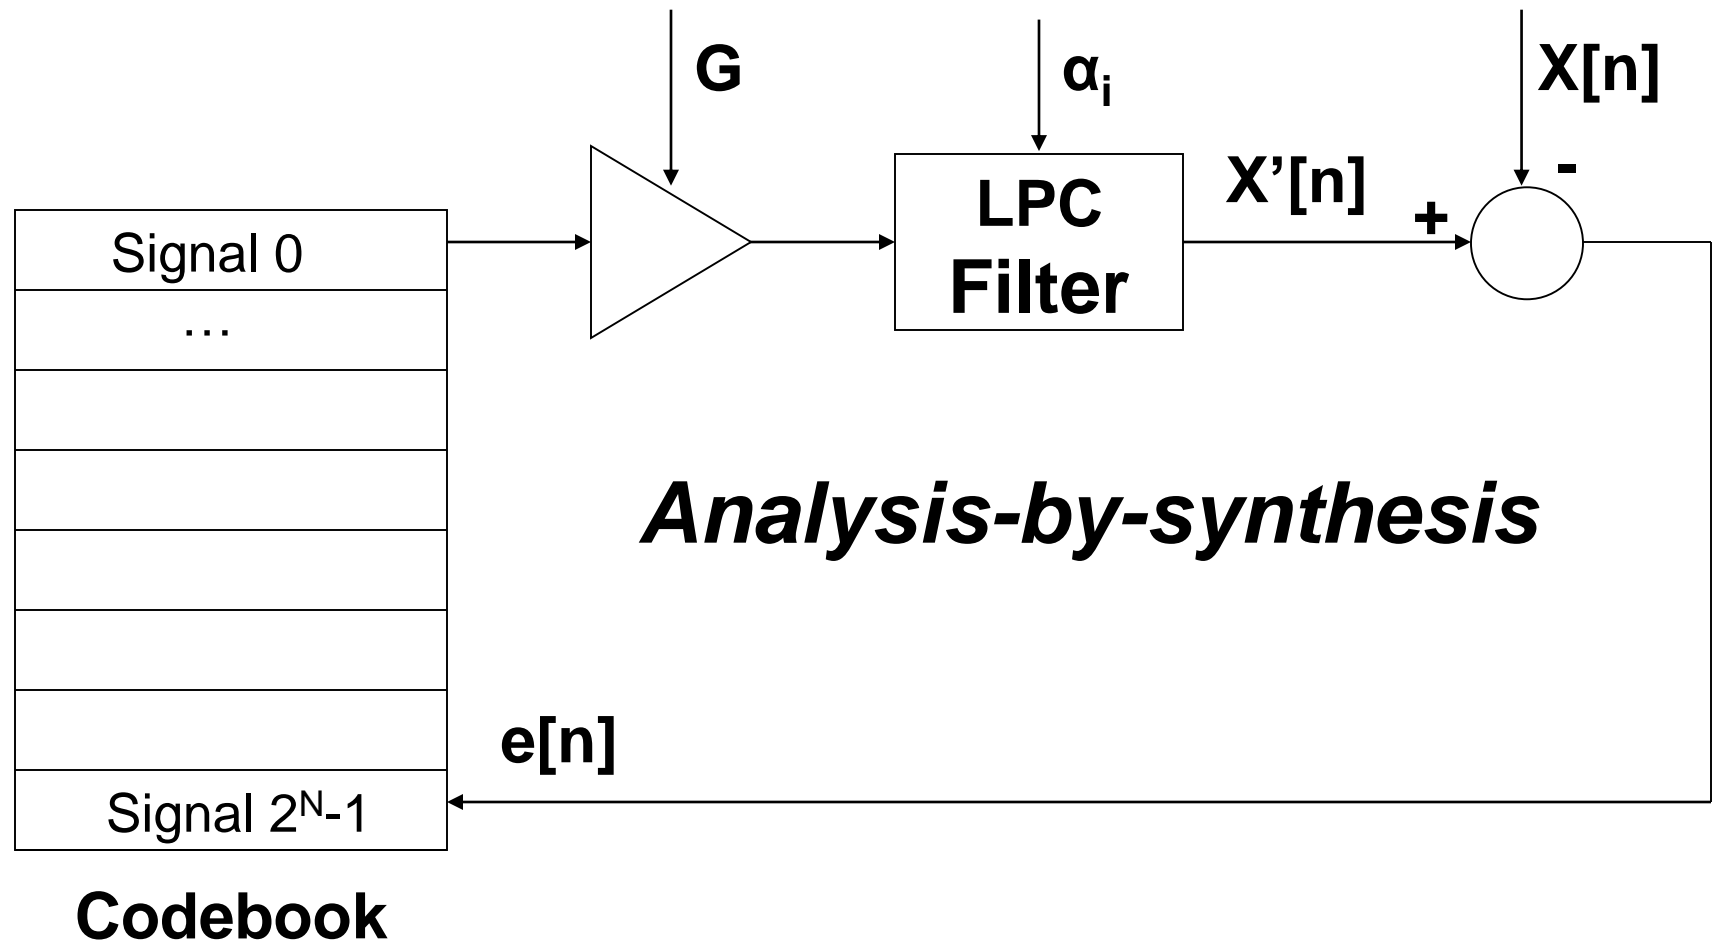 G
αᵢ
X[n]
-
LPC
Filter
X’[n]
+
Signal 0
…
Analysis-by-synthesis
e[n]
Signal 2ᴺ-1
Codebook